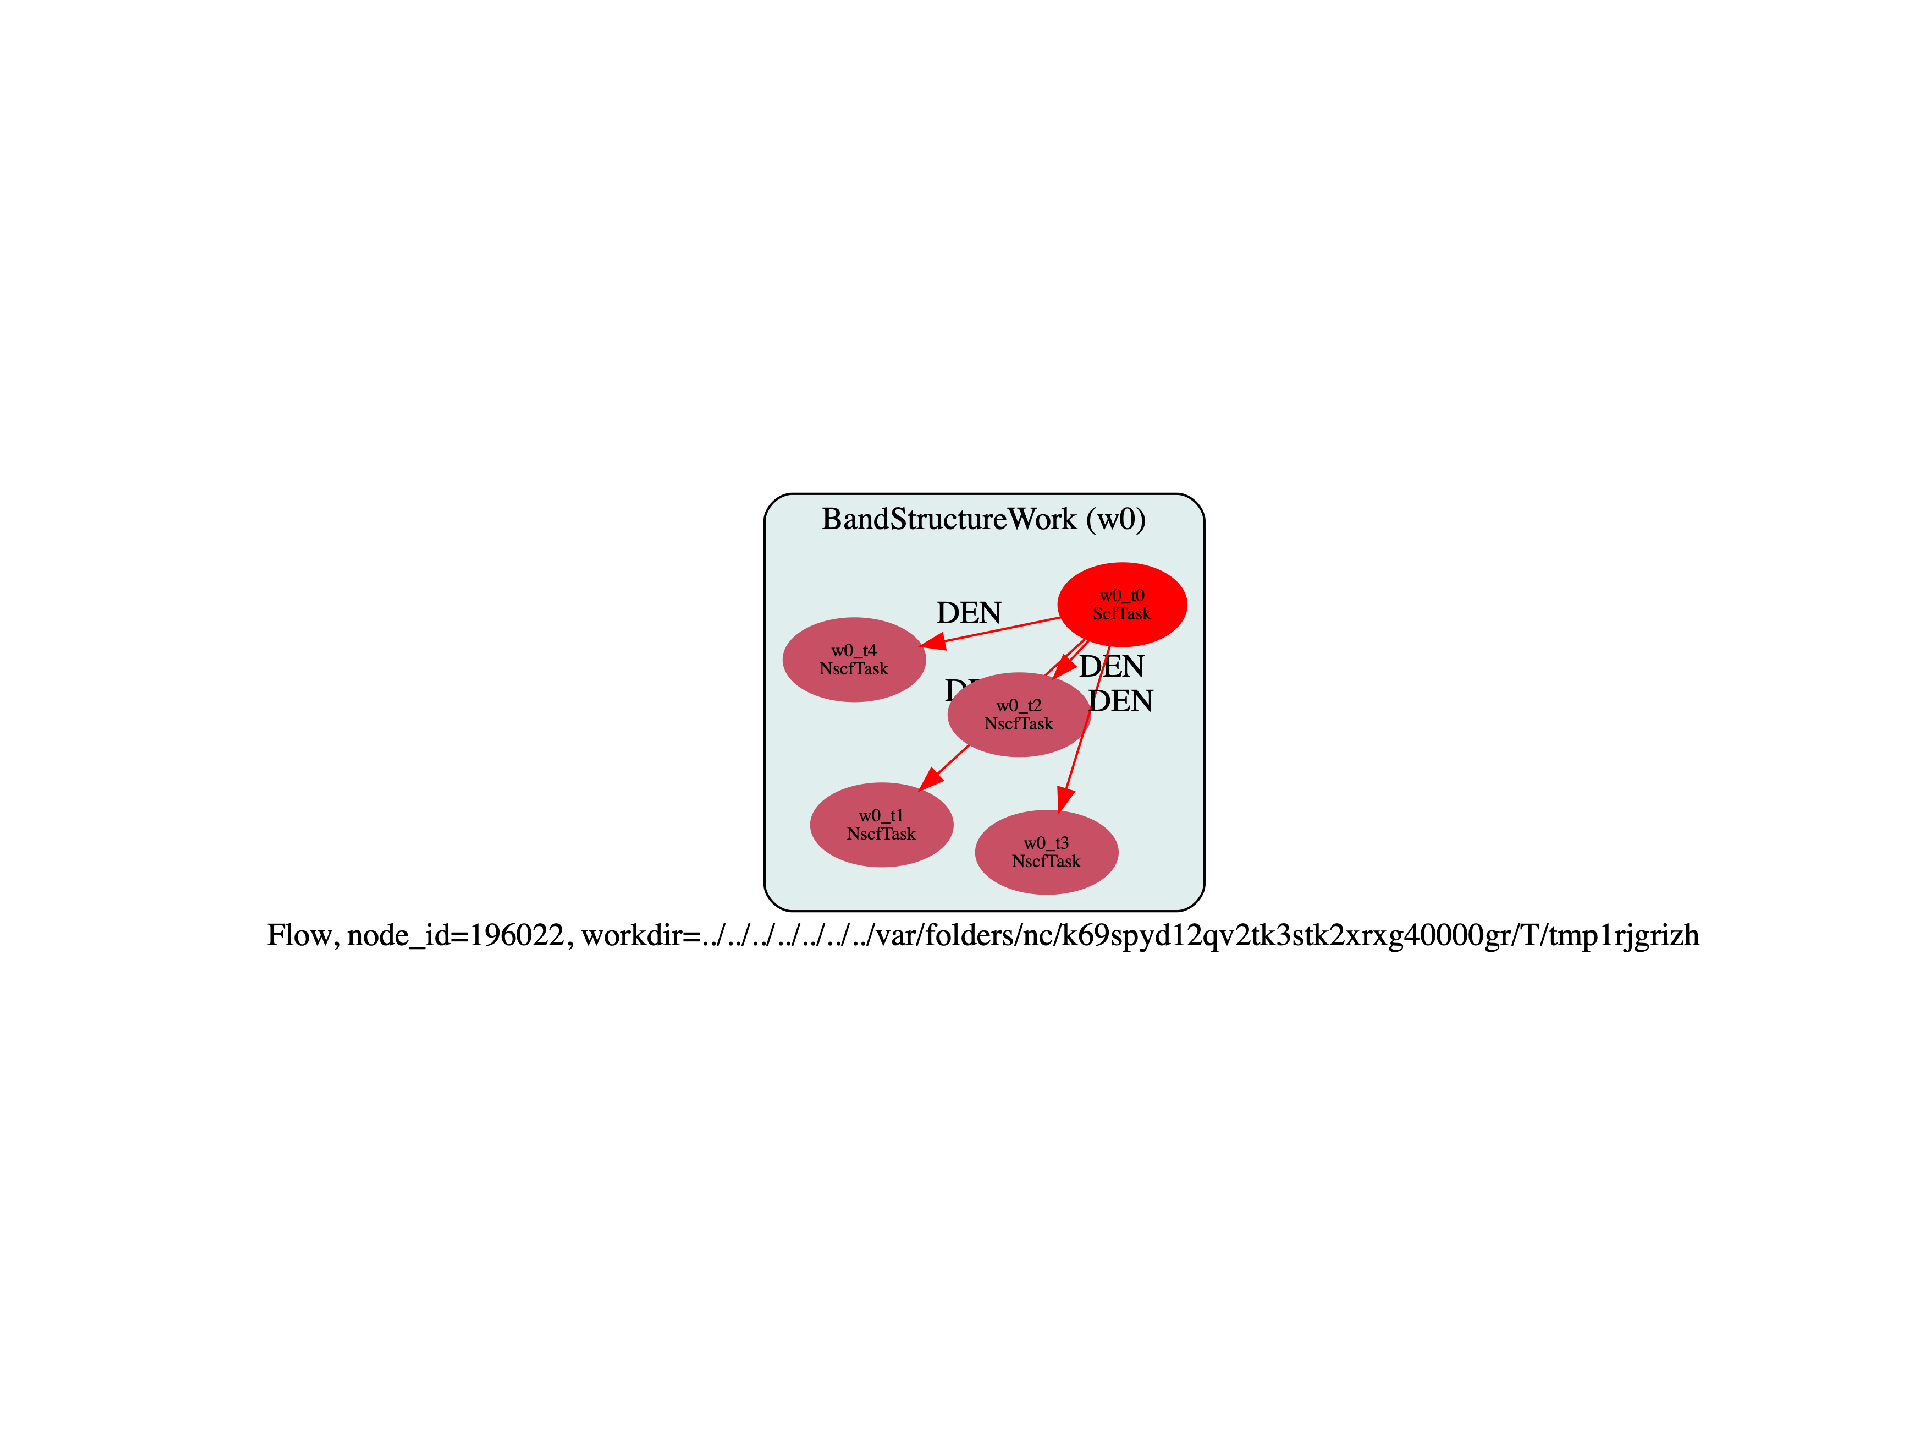 BandStructureWork (w0)
w0_t0
ScfTask
DEN
w0_t4
NscfTask
DEN
DEN
w0_t2
NscfTask
w0_t1
NscfTask
w0_t3
NscfTask
Flow, node_id=196022, workdir=../../../../../../../var/folders/nc/k69spyd12qv2tk3stk2xrxg40000gr/T/tmp1rjgrizh